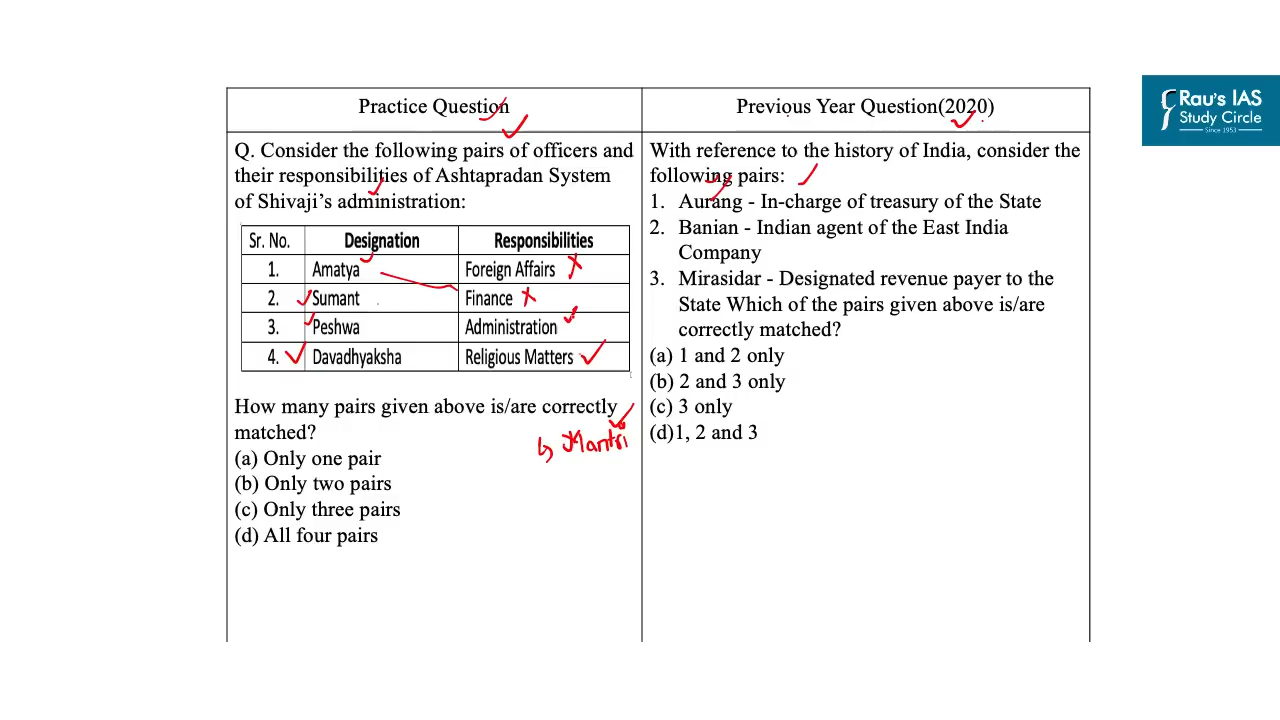 Practice Question
Q. Consider the following pairs of officers and
their responsibilities of Ashtapradan System
of Shivaji's administration:
Sr. No. Designation Responsibilities
1. Amatya Foreign Affairs
2. Sumant Finance
3. Peshwa Administration
4. Davadhyaksha Religious Matters
How many pairs given above is/are correctly
matched?
Mantri
(a) Only one pair
(b) Only two pairs
(c) Only three pairs
(d) All four pairs
Previous Year Question(2020)
With reference to the history of India, consider the
following pairs:
1. Aurang - In-charge of treasury of the State
2. Banian - Indian agent of the East India
Company
3. Mirasidar - Designated revenue payer to the
State Which of the pairs given above is/are
correctly matched?
(a) 1 and 2 only
(b) 2 and 3 only
(c) 3 only
(d)1, 2 and 3
Rau's IAS
Study Circle
Since 1953